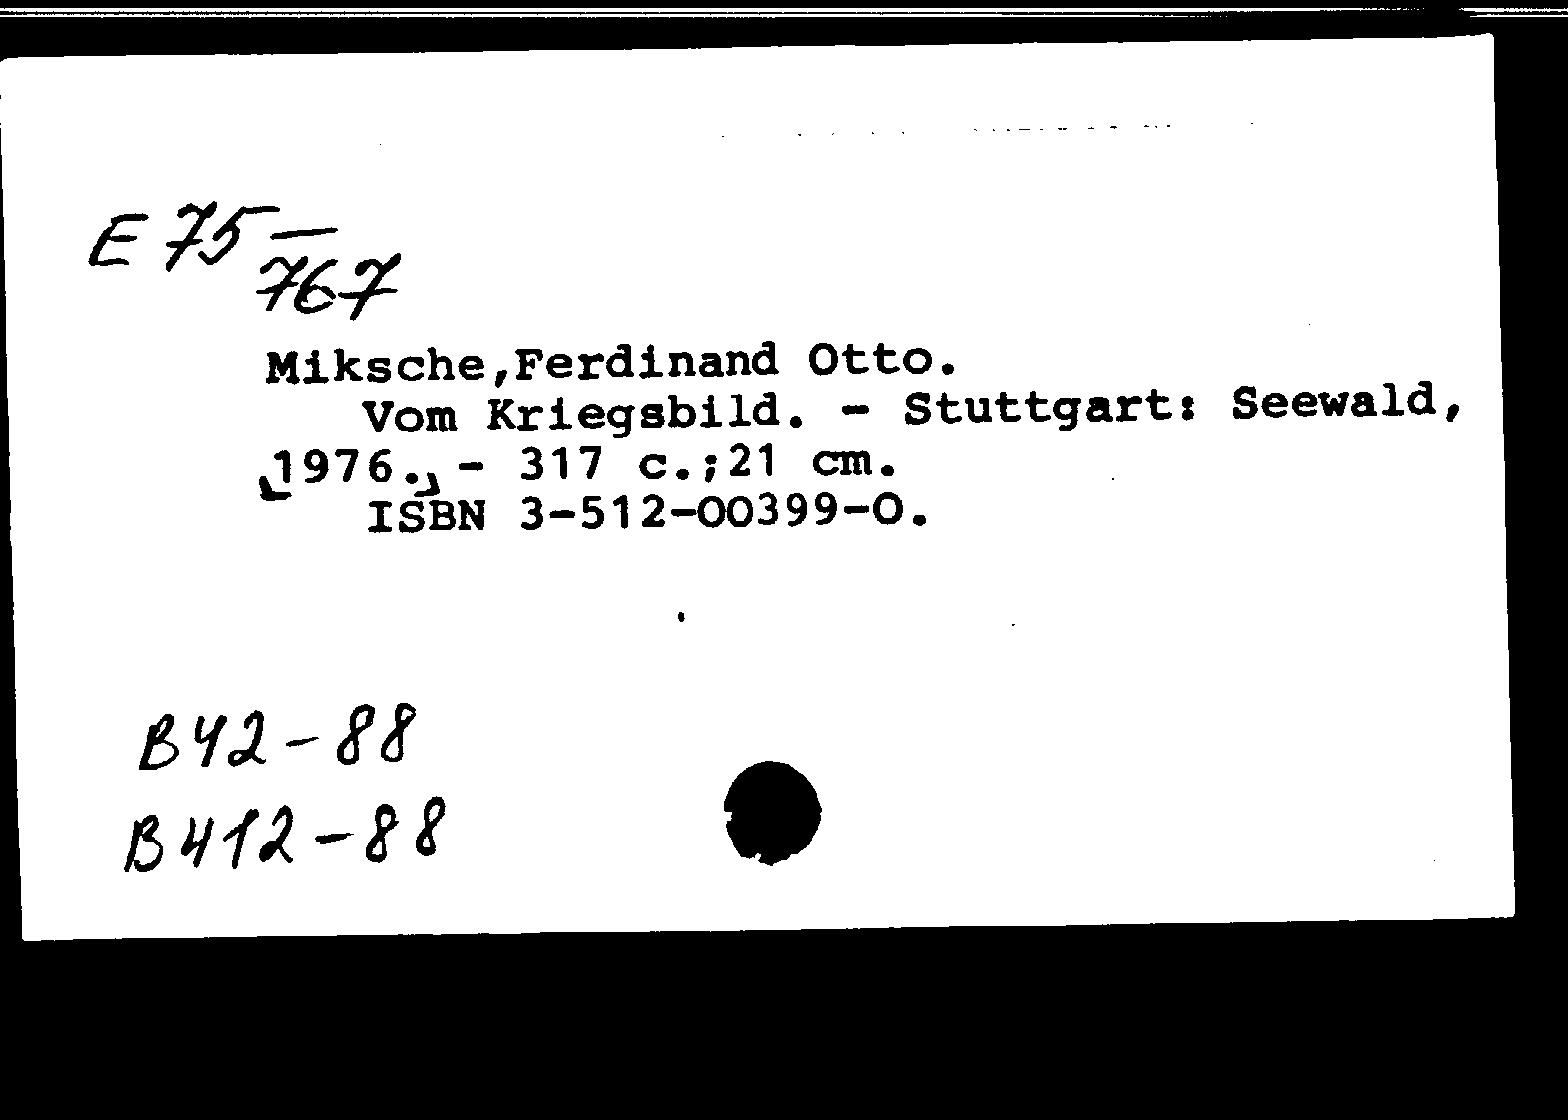 E 75-
767
Miksche,Ferdinand Otto.
Vom Kriegsbild. - Stuttgart: Seewald,
[1976.] - 317 c.;21 cm.
ISBN 3-512-00399-0.
B42-88
B412-88